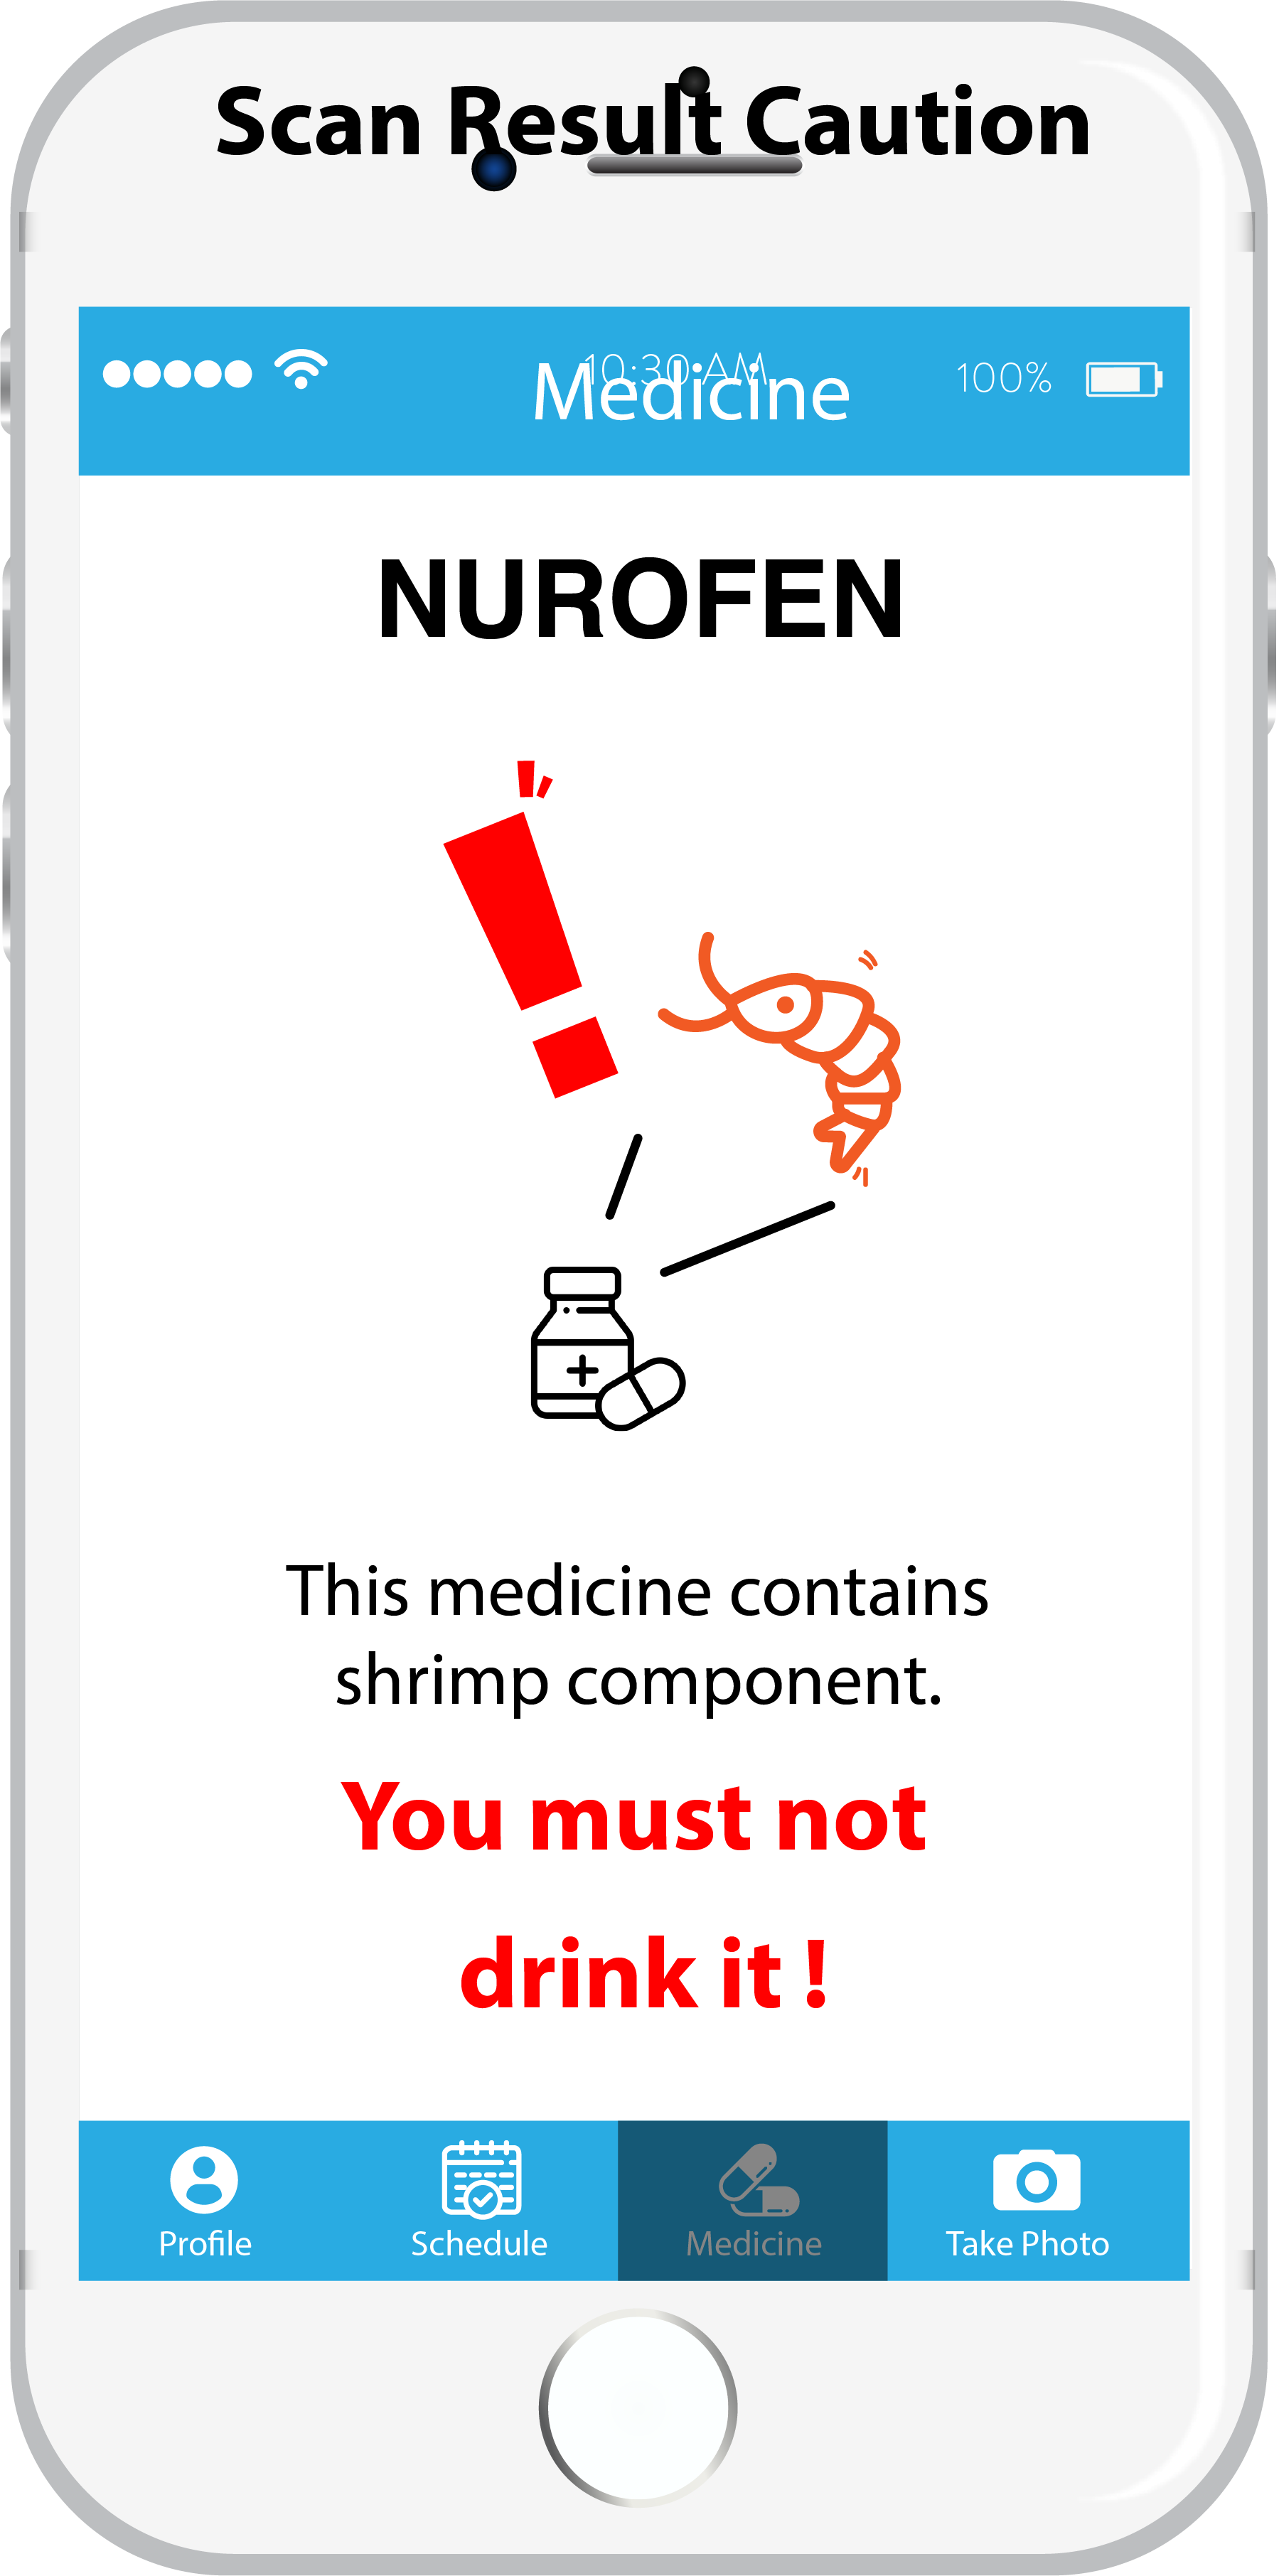 Scan Result Caution
10:30 AM
Medicine
100%
NUROFEN
This medicine contains
shrimp component.
You must not
drink it !
Profile
Schedule
Medicine
Take Photo